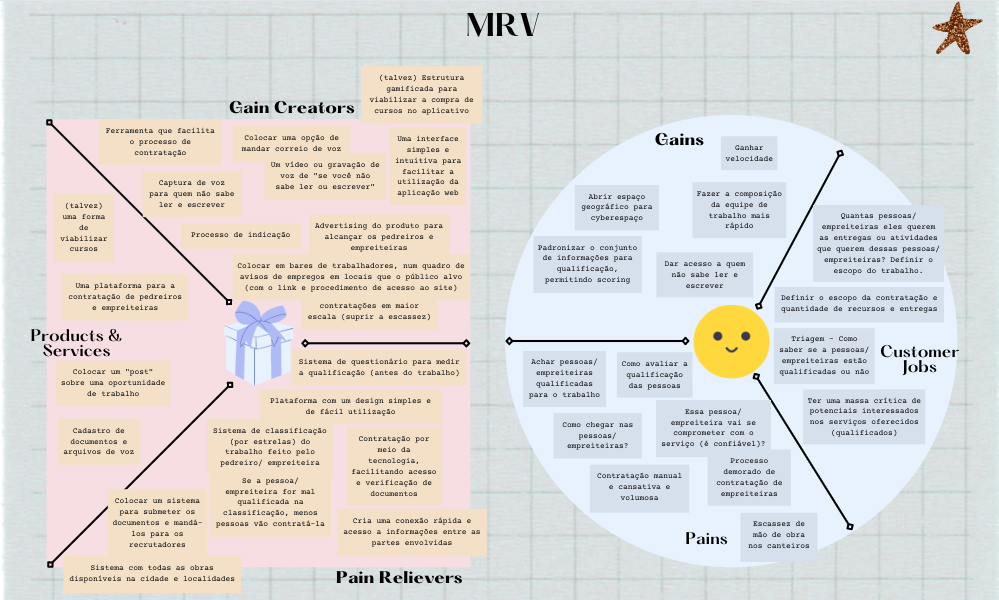 MRV
Gain Creators
(talvez) Estrutura
gamificada para
viabilizar a compra de
cursos no aplicativo
Ferramenta que facilita
o processo de
contratação
Colocar uma opção de
mandar correio de voz
Um vídeo ou gravação de
voz de "se você não
sabe ler ou escrever"
Uma interface
simples e
intuitiva para
facilitar a
utilização da
aplicação web
Captura de voz
para quem não sabe
ler e escrever
(talvez)
uma forma
de
viabilizar
cursos
Processo de indicação
Advertising do produto para
alcançar os pedreiros e
empreiteiras
Colocar em bares de trabalhadores, num quadro de
avisos de empregos em locais que o público alvo
(com o link e procedimento de acesso ao site)
Uma plataforma para a
contratação de pedreiros
e empreiteiras
contratações em maior
escala (suprir a escassez)
Products &
Services
Sistema de questionário para medir
a qualificação (antes do trabalho)
Colocar um "post"
sobre uma oportunidade
de trabalho
Plataforma com um design simples e
de fácil utilização
Cadastro de
documentos e
arquivos de voz
Sistema de classificação
(por estrelas) do
trabalho feito pelo
pedreiro/ empreiteira
Contratação por
meio da
tecnologia,
facilitando acesso
e verificação de
documentos
Se a pessoa/
empreiteira for mal
qualificada na
classificação, menos
pessoas vão contratá-la
Colocar um sistema
para submeter os
documentos e mandá-
los para os
recrutadores
Cria uma conexão rápida e
acesso a informações entre as
partes envolvidas
Sistema com todas as obras
disponíveis na cidade e localidades
Pain Relievers
Gains
Ganhar
velocidade
Abrir espaço
geográfico para
cyberespaço
Fazer a composição
da equipe de
trabalho mais
rápido
Quantas pessoas/
empreiteiras eles querem
as entregas ou atividades
que querem dessas pessoas/
empreiteiras? Definir o
escopo do trabalho.
Padronizar o conjunto
de informações para
qualificação,
permitindo scoring
Dar acesso a quem
não sabe ler e
escrever
Definir o escopo da contratação e
quantidade de recursos e entregas
Triagem - Como
saber se a pessoas/
empreiteiras estão
qualificadas ou não
Customer
Jobs
Achar pessoas/
empreiteiras
qualificadas
para o trabalho
Como avaliar a
qualificação
das pessoas
Ter uma massa crítica de
potenciais interessados
nos serviços oferecidos
(qualificados)
Como chegar nas
pessoas/
empreiteiras?
Essa pessoa/
empreitera vai se
comprometer com o
serviço (é confiável)?
Processo
demorado de
contratação de
empreiteiras
Contratação manual
e cansativa e
volumosa
Escassez de
mão de obra
nos canteiros
Pains